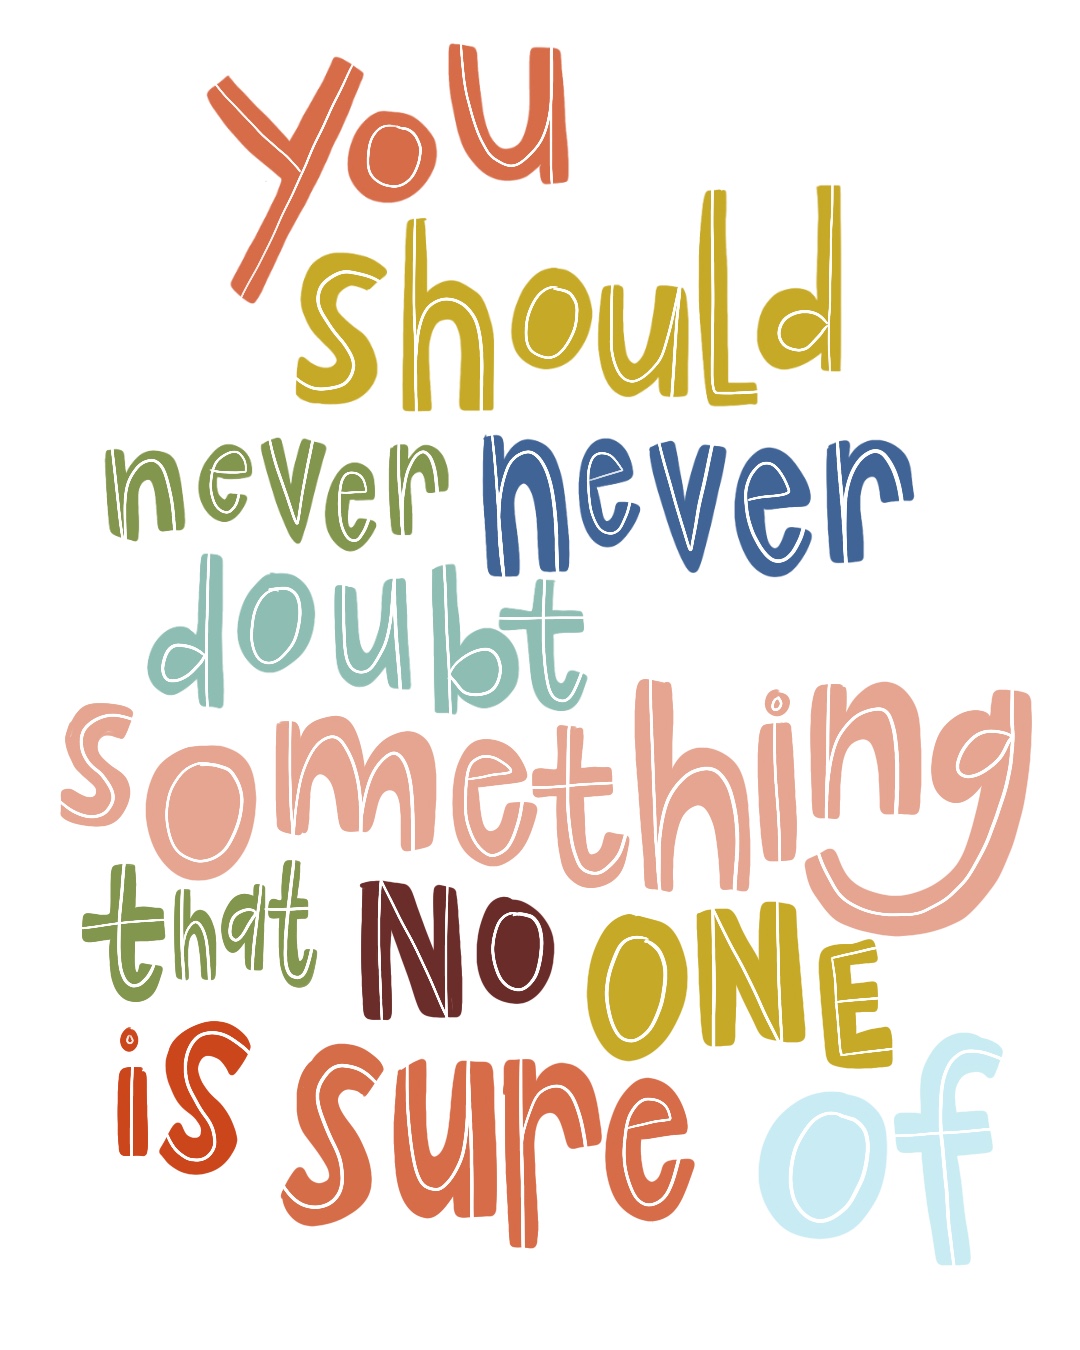 you
should
never never
doubt
something
that NO ONE
is sure of